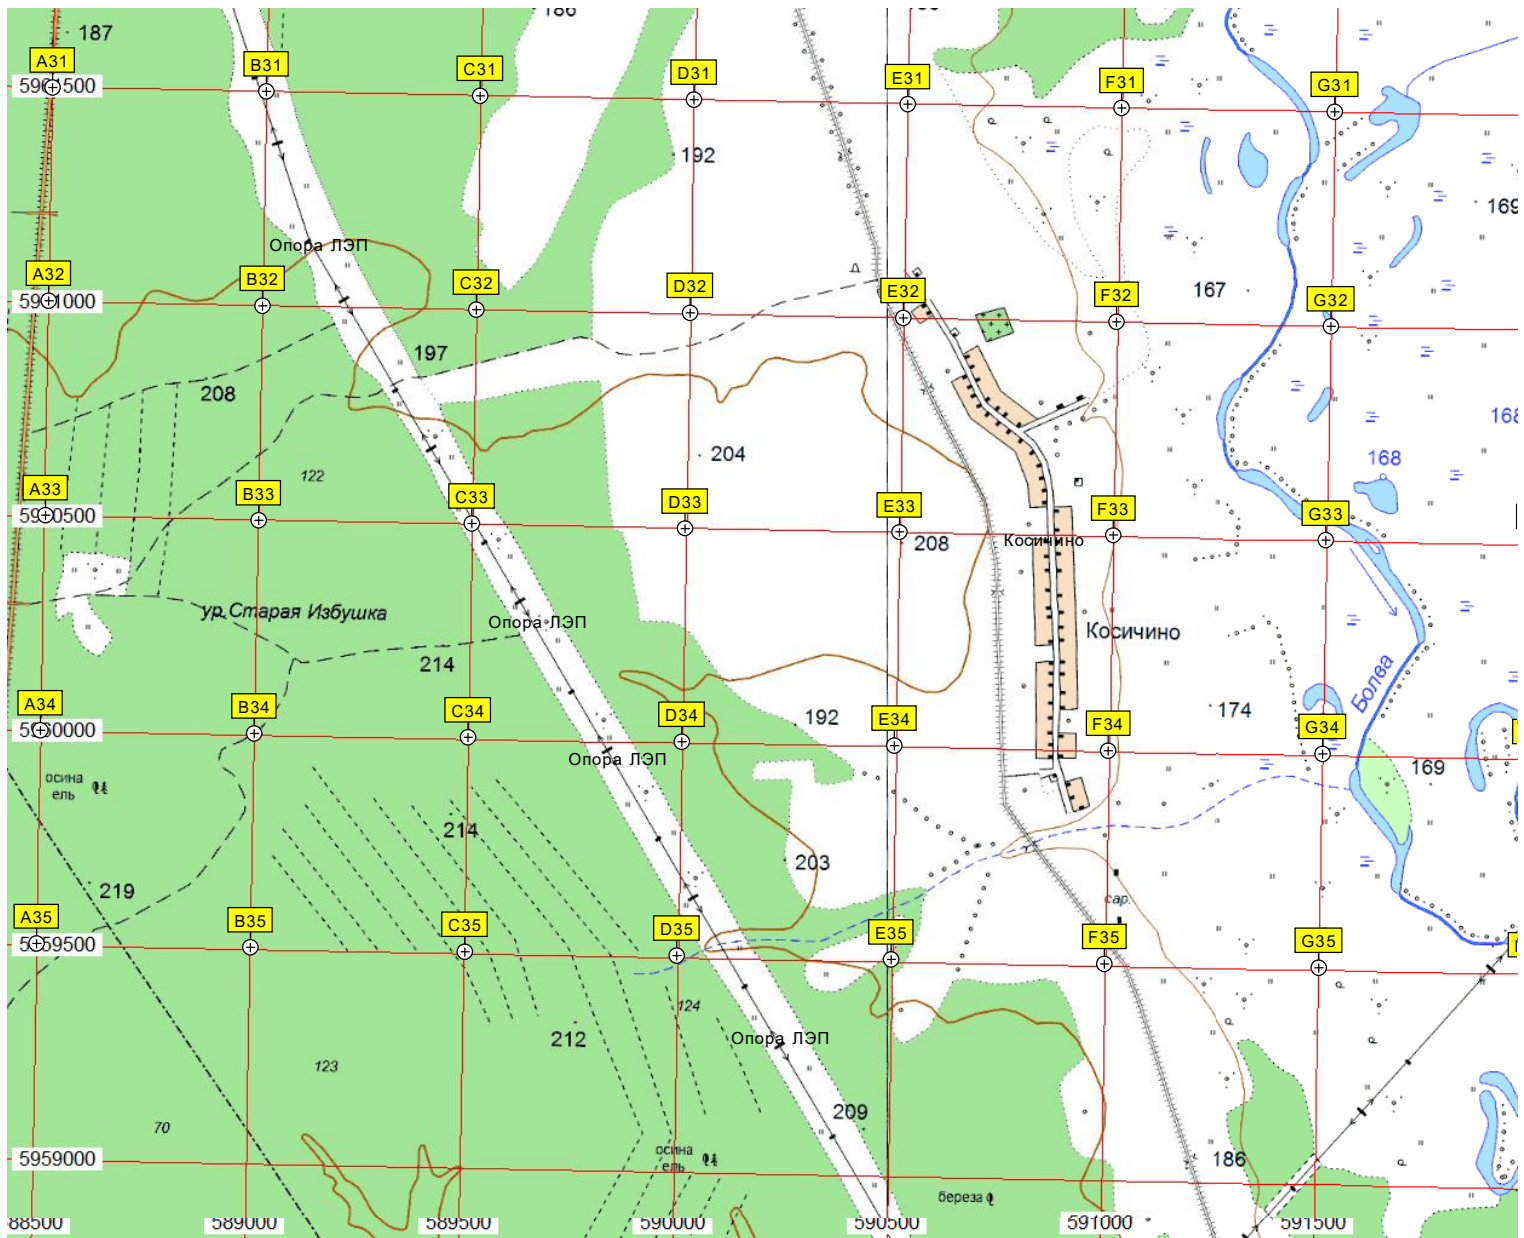 187
186
A31
B31
C31
D31
E31
F31
G31
192
169
Опора ЛЭП
A32
B32
C32
D32
E32
F32
G32
167
197
208
204
168
168
122
A33
B33
C33
D33
E33
F33
G33
208
Косичино
ур. Старая Избушка
Опора ЛЭП
Косичино
214
Болва
A34
B34
C34
D34
E34
F34
G34
5960000
192
174
Опора ЛЭП
169
осина
ель
214
203
219
сар.
A35
B35
C35
D35
E35
F35
G35
124
212
Опора ЛЭП
123
209
70
осина
ель
186
5959000
береза
88500
589000
589500
590000
590500
591000
591500